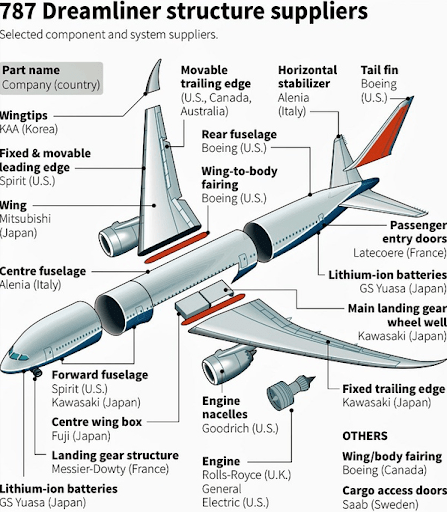 787 Dreamliner structure suppliers
Selected component and system suppliers.
Part name
Company (country)
Movable
trailing edge
(U.S., Canada,
Australia)
Horizontal
stabilizer
Alenia
(Italy)
Tail fin
Boeing
(U.S.)
Wingtips
KAA (Korea)
Rear fuselage
Boeing (U.S.)
Fixed & movable
leading edge
Spirit (U.S.)
Wing-to-body
fairing
Boeing (U.S.)
Wing
Mitsubishi
(Japan)
Passenger
entry doors
Latecoere (France)
Centre fuselage
Alenia (Italy)
Lithium-ion batteries
GS Yuasa (Japan)
Main landing gear
wheel well
Kawasaki (Japan)
Forward fuselage
Spirit (U.S.)
Kawasaki (Japan)
Engine
nacelles
Goodrich (U.S.)
Fixed trailing edge
Kawasaki (Japan)
Centre wing box
Fuji (Japan)
Landing gear structure
Messier-Dowty (France)
Lithium-ion batteries
GS Yuasa (Japan)
Engine
Rolls-Royce (U.K.)
General
Electric (U.S.)
OTHERS
Wing/body fairing
Boeing (Canada)
Cargo access doors
Saab (Sweden)